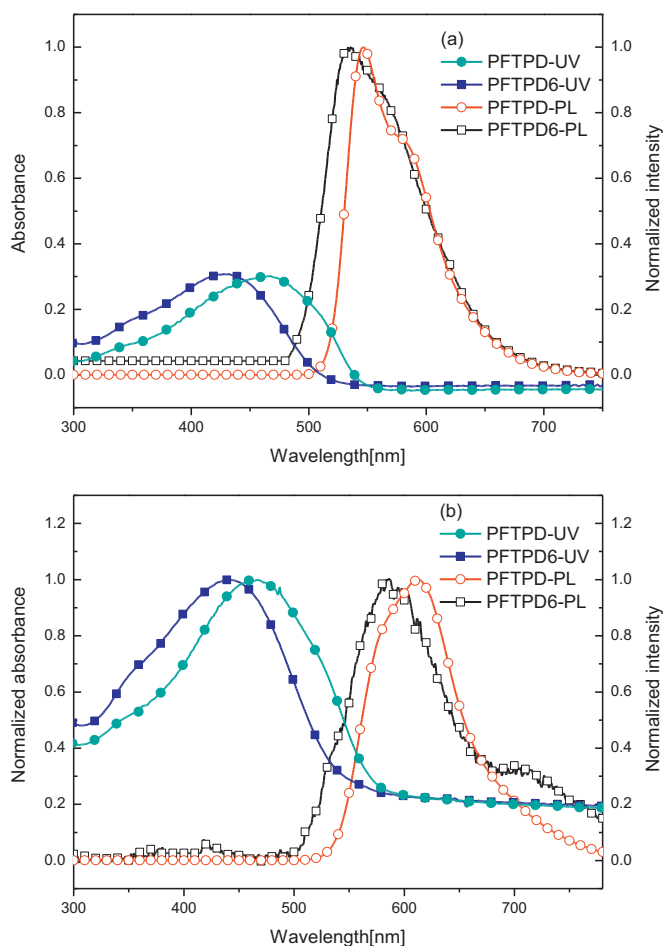 (a)
PFTPD-UV
PFTPD6-UV
PFTPD-PL
PFTPD6-PL
Absorbance
Normalized intensity
1.0
0.8
0.6
0.4
0.2
0.0
1.0
0.8
0.6
0.4
0.2
0.0
300 400 500 600 700
Wavelength[nm]
(b)
PFTPD-UV
PFTPD6-UV
PFTPD-PL
PFTPD6-PL
Normalized absorbance
Normalized intensity
1.0
0.8
0.6
0.4
0.2
0.0
1.0
0.8
0.6
0.4
0.2
0.0
300 400 500 600 700
Wavelength[nm]